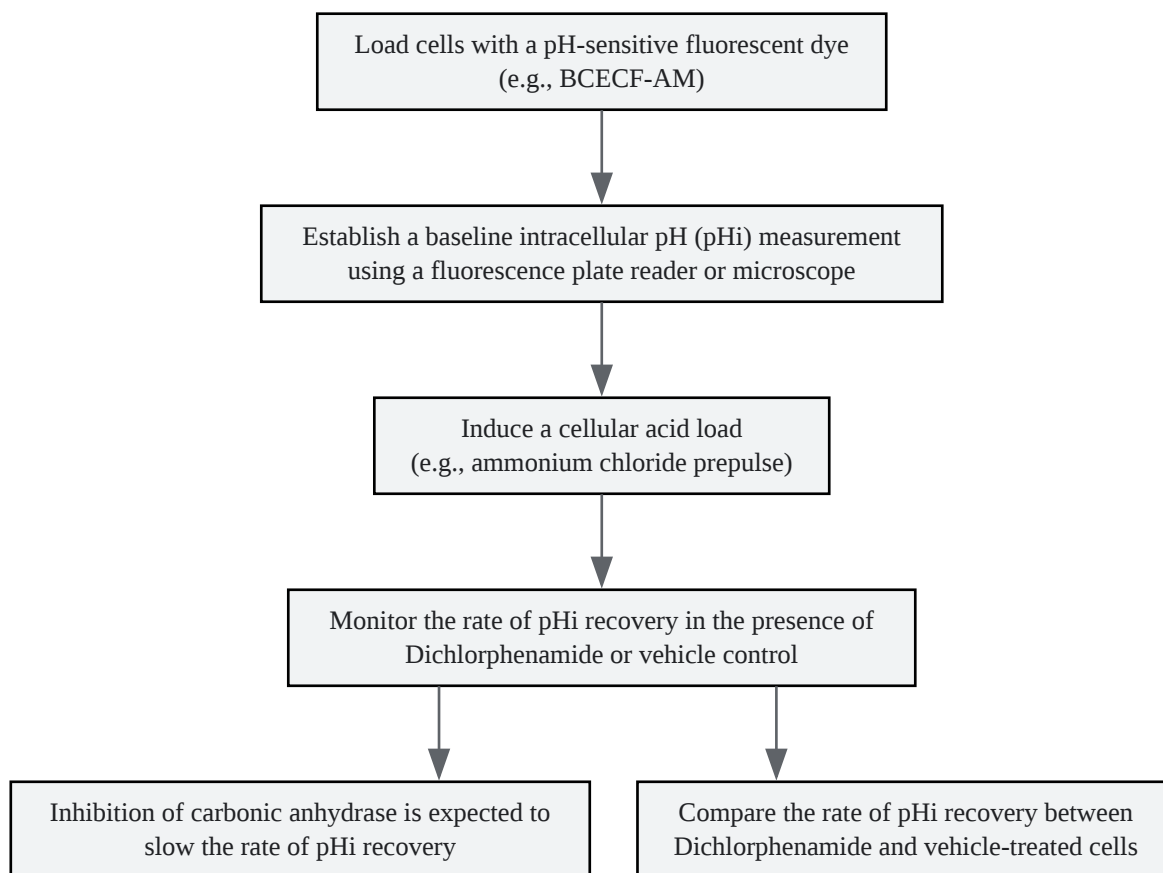 Load cells with a pH-sensitive fluorescent dye
(e.g., BCECF-AM)
Establish a baseline intracellular pH (pHi) measurement
using a fluorescence plate reader or microscope
Induce a cellular acid load
(e.g., ammonium chloride prepulse)
Monitor the rate of pHi recovery in the presence of
Dichlorphenamide or vehicle control
Inhibition of carbonic anhydrase is expected to
slow the rate of pHi recovery
Compare the rate of pHi recovery between
Dichlorphenamide and vehicle-treated cells